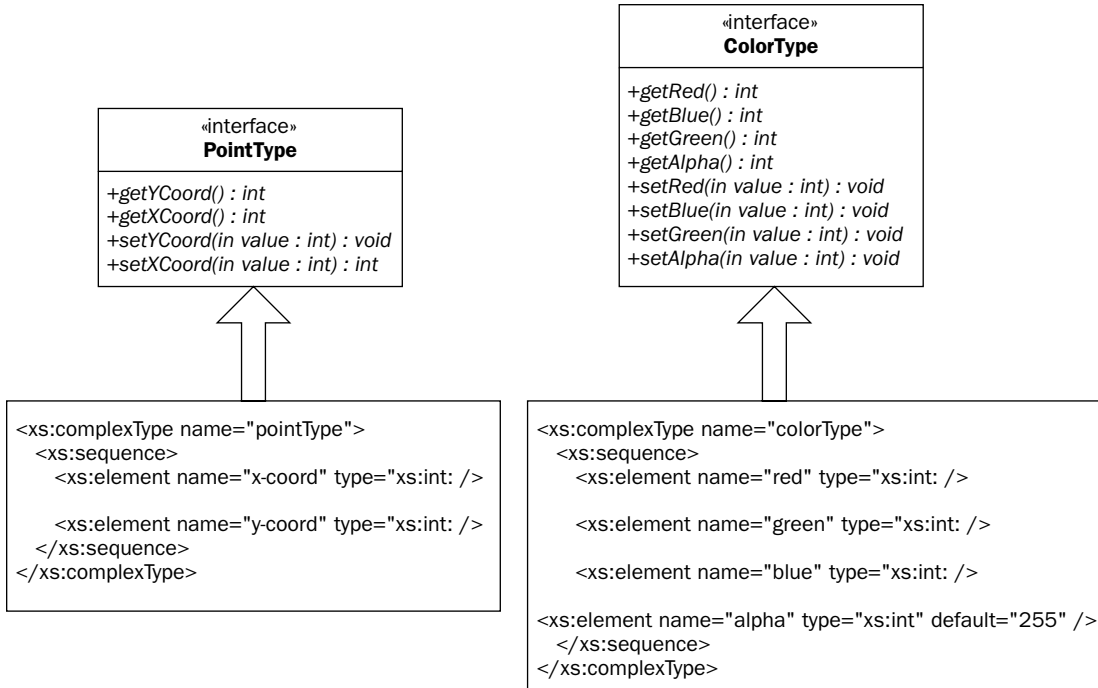 «interface»
PointType
+getYCoord() : int
+getXCoord() : int
+setYCoord(in value : int) : void
+setXCoord(in value : int) : int
<xs:complexType name="pointType">
<xs:sequence>
<xs:element name="x-coord" type="xs:int: />
<xs:element name="y-coord" type="xs:int: />
</xs:sequence>
</xs:complexType>
«interface»
ColorType
+getRed() : int
+getBlue() : int
+getGreen() : int
+getAlpha() : int
+setRed(in value : int) : void
+setBlue(in value : int) : void
+setGreen(in value : int) : void
+setAlpha(in value : int) : void
<xs:complexType name="colorType">
<xs:sequence>
<xs:element name="red" type="xs:int: />
<xs:element name="green" type="xs:int: />
<xs:element name="blue" type="xs:int: />
<xs:element name="alpha" type="xs:int" default="255" />
</xs:sequence>
</xs:complexType>